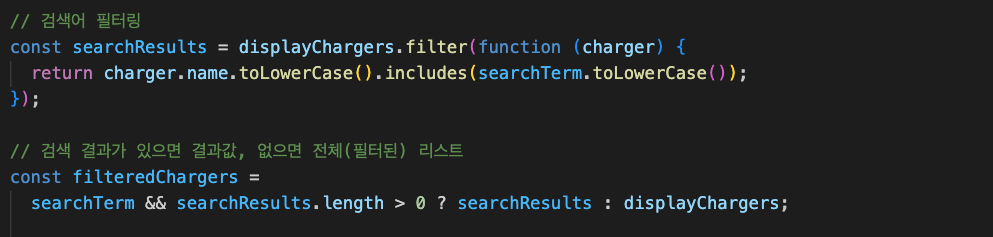 // 검색어 필터링
const searchResults = displayChargers.filter(function (charger) {
  return charger.name.toLowerCase().includes(searchTerm.toLowerCase());
});

// 검색 결과가 있으면 결과값, 없으면 전체(필터된) 리스트
const filteredChargers =
  searchTerm && searchResults.length > 0 ? searchResults : displayChargers;